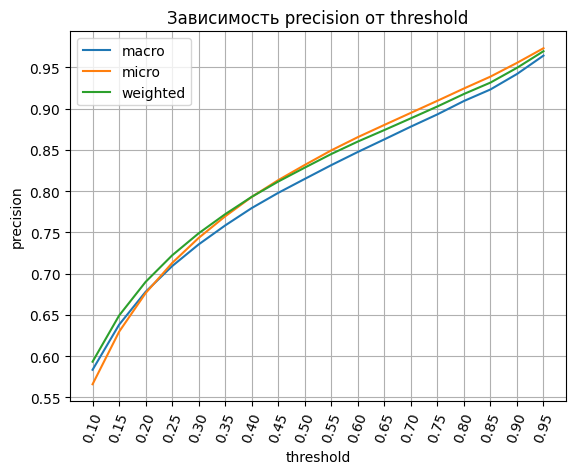 Зависимость precision от threshold
macro
micro
weighted
precision
0.95
0.90
0.85
0.80
0.75
0.70
0.65
0.60
0.55
0.10 0.15 0.20 0.25 0.30 0.35 0.40 0.45 0.50 0.55 0.60 0.65 0.70 0.75 0.80 0.85 0.90 0.95
threshold